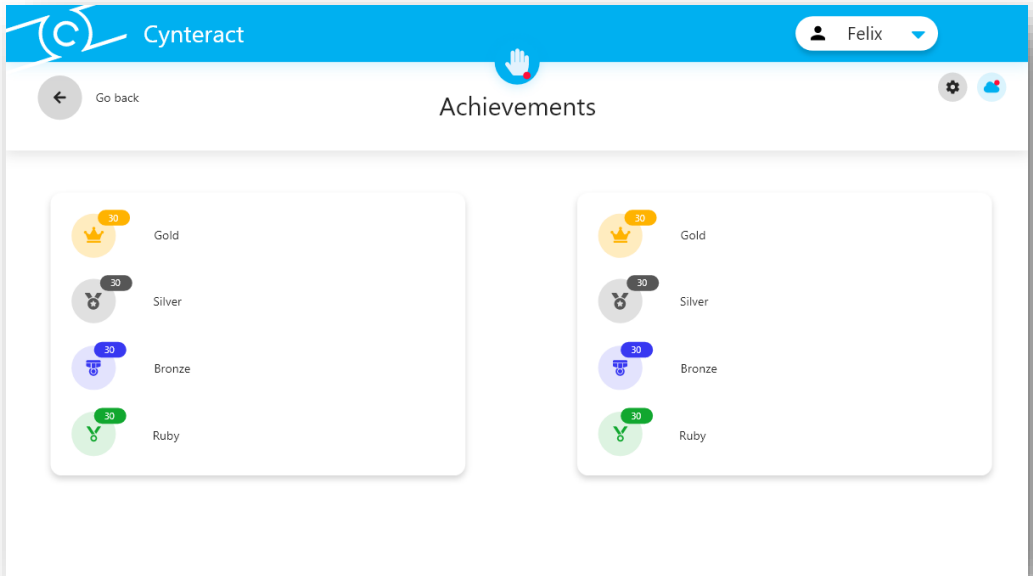 C Cynteract
Felix
Go back
Achievements
30
Gold
30
Silver
30
Bronze
30
Ruby
30
Gold
30
Silver
30
Bronze
30
Ruby